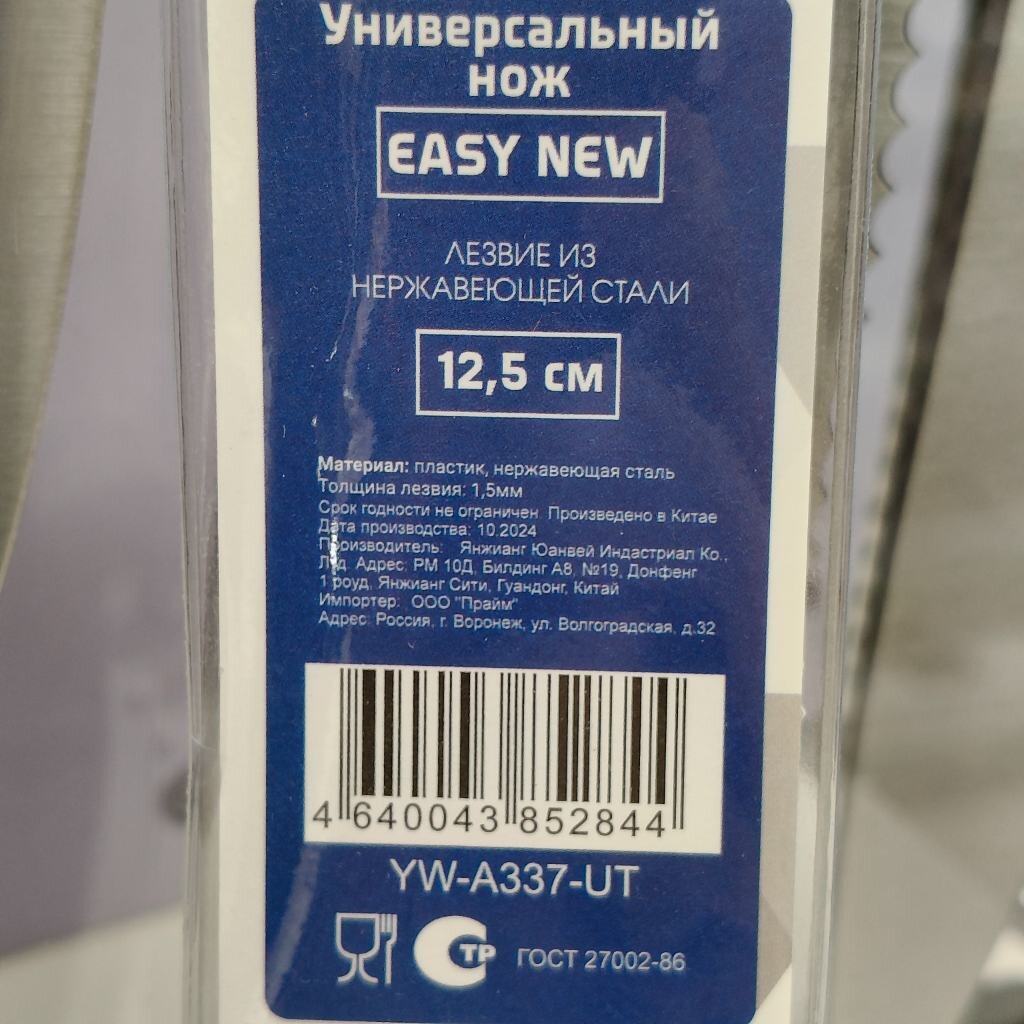 Универсальный
нож
EASY NEW
ЛЕЗВИЕ ИЗ
НЕРЖАВЕЮЩЕЙ СТАЛИ
12,5 см
Материал: пластик, нержавеющая сталь
Толщина лезвия: 1,5мм
Срок годности не ограничен. Произведено в Китае
Дата производства: 10.2024
Производитель: Янжианг Юанвей Индастриал Ко.,
Лтд. Адрес: РМ 10Д, Билдинг А8, №19, Донфенг
1 роуд, Янжианг Сити, Гуандонг, Китай
Импортер: ООО "Прайм"
Адрес: Россия, г. Воронеж, ул. Волгоградская, д.32
4 640043 852844
YW-A337-UT
СТР ГОСТ 27002-86